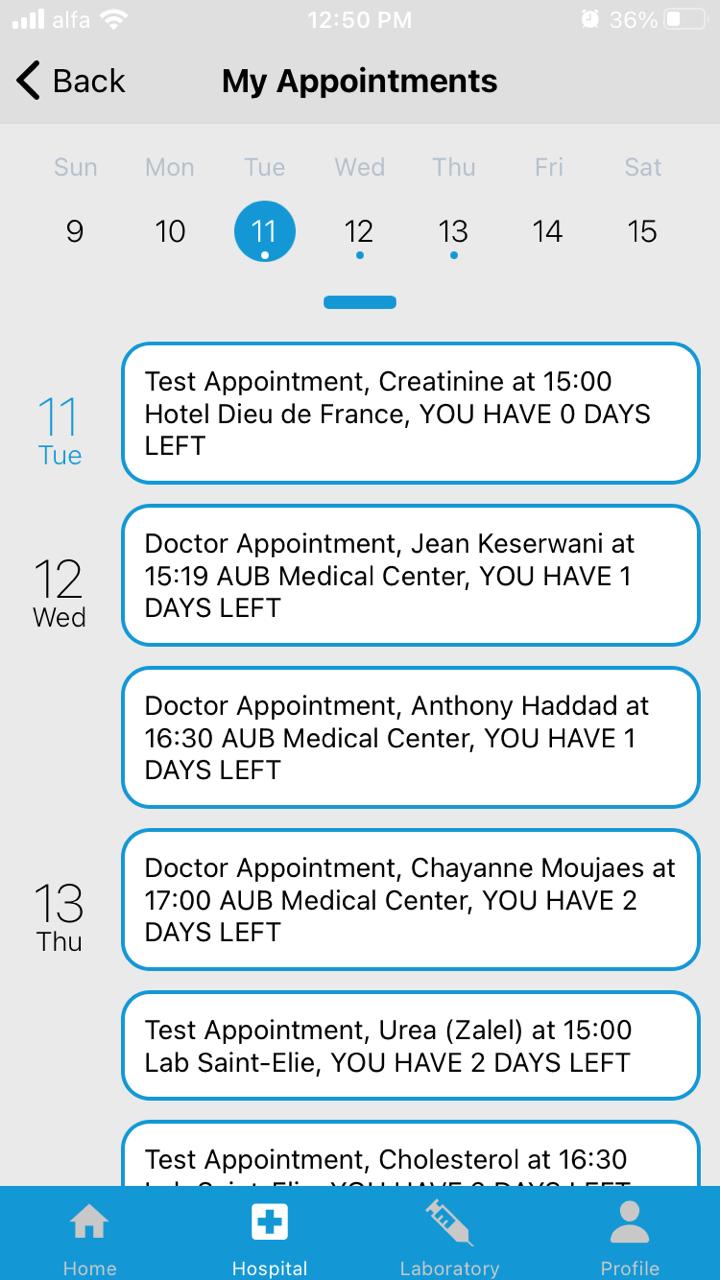 alfa 12:50 PM 36%
Back My Appointments
Sun Mon Tue Wed Thu Fri Sat
9 10 11 12 13 14 15
11
Tue
Test Appointment, Creatinine at 15:00
Hotel Dieu de France, YOU HAVE 0 DAYS
LEFT
12
Wed
Doctor Appointment, Jean Keserwani at
15:19 AUB Medical Center, YOU HAVE 1
DAYS LEFT
Doctor Appointment, Anthony Haddad at
16:30 AUB Medical Center, YOU HAVE 1
DAYS LEFT
13
Thu
Doctor Appointment, Chayanne Moujaes at
17:00 AUB Medical Center, YOU HAVE 2
DAYS LEFT
Test Appointment, Urea (Zalel) at 15:00
Lab Saint-Elie, YOU HAVE 2 DAYS LEFT
Test Appointment, Cholesterol at 16:30
Home Hospital Laboratory Profile